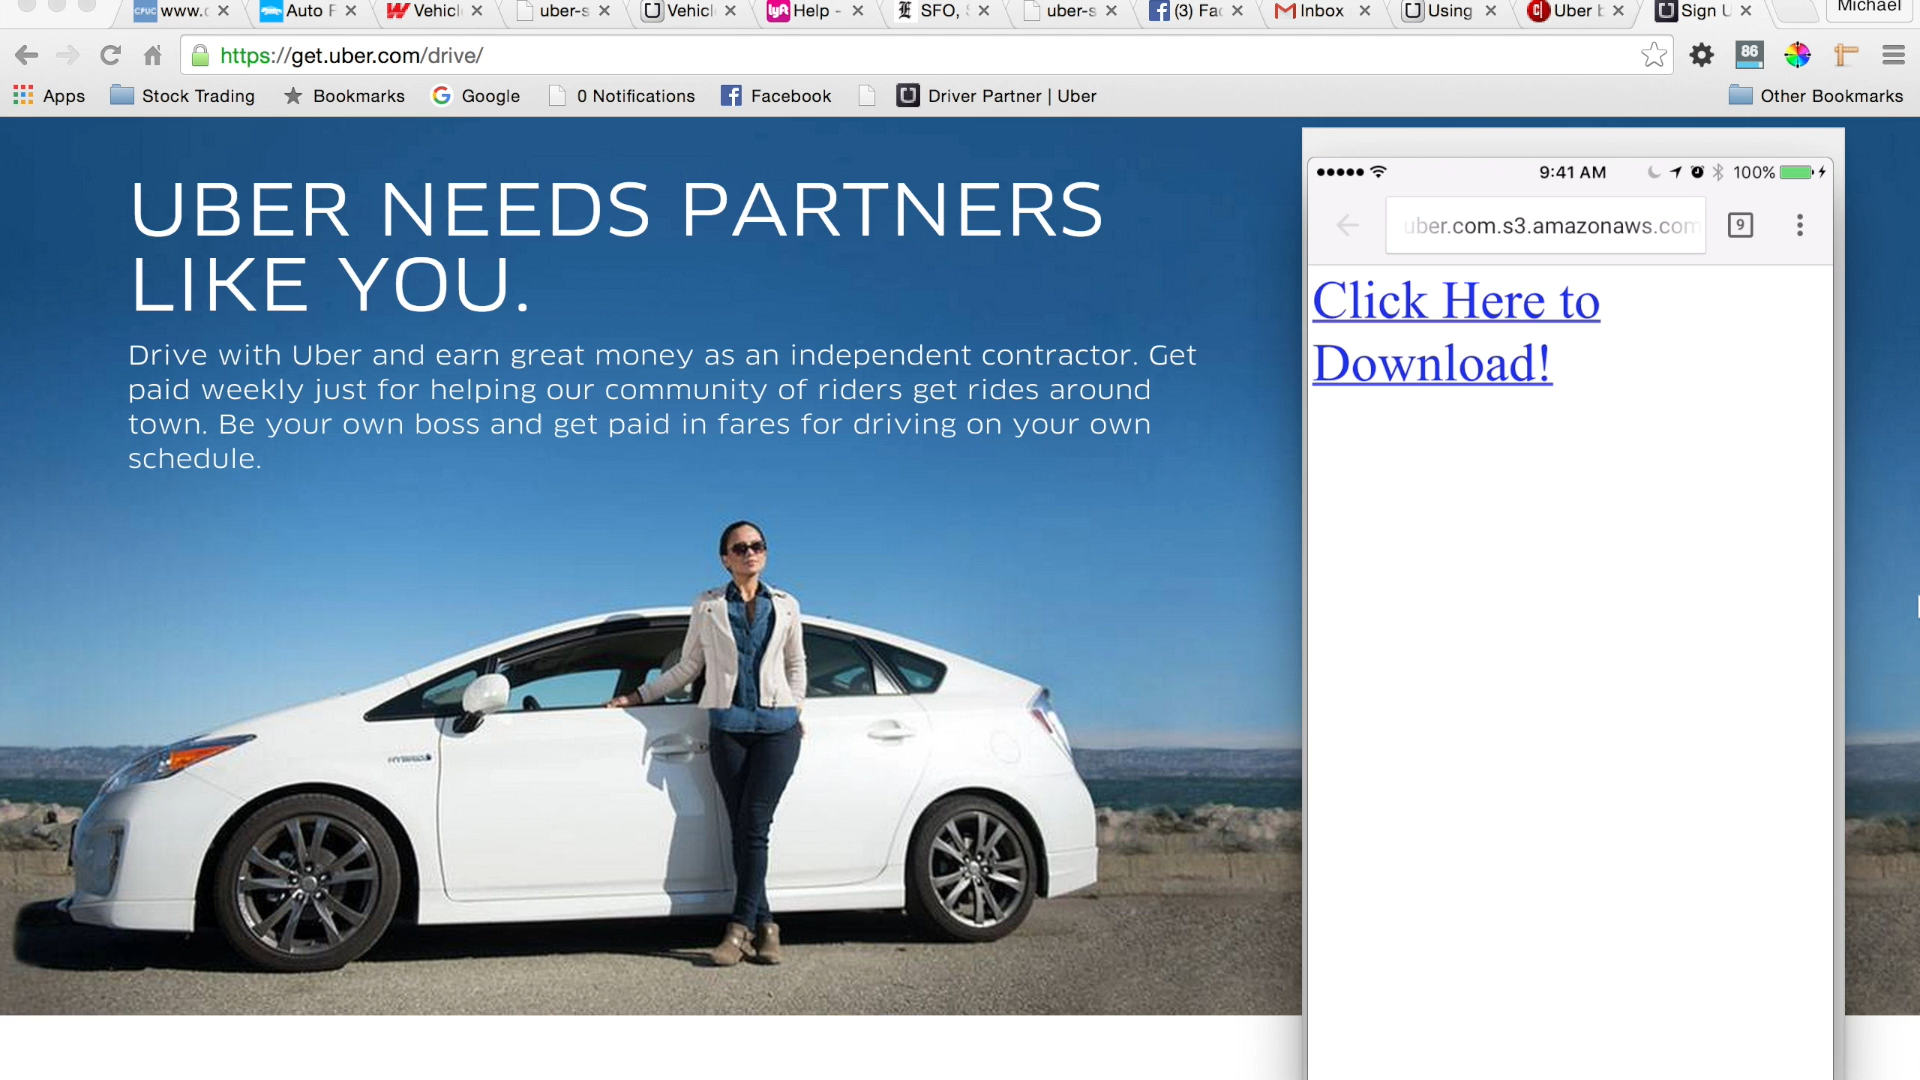 www.c
Auto F
Vehicl
uber-s
Vehicl
Help -
SFO,
uber-s
(3) Fac
Inbox
Using
Uber b
Sign U
Michael
https://get.uber.com/drive/
86
Apps
Stock Trading
Bookmarks
Google
0 Notifications
Facebook
Driver Partner | Uber
Other Bookmarks
UBER NEEDS PARTNERS
LIKE YOU.
Drive with Uber and earn great money as an independent contractor. Get
paid weekly just for helping our community of riders get rides around
town. Be your own boss and get paid in fares for driving on your own
schedule.
HYBRID
9:41 AM
100%
uber.com.s3.amazonaws.com
9
Click Here to
Download!